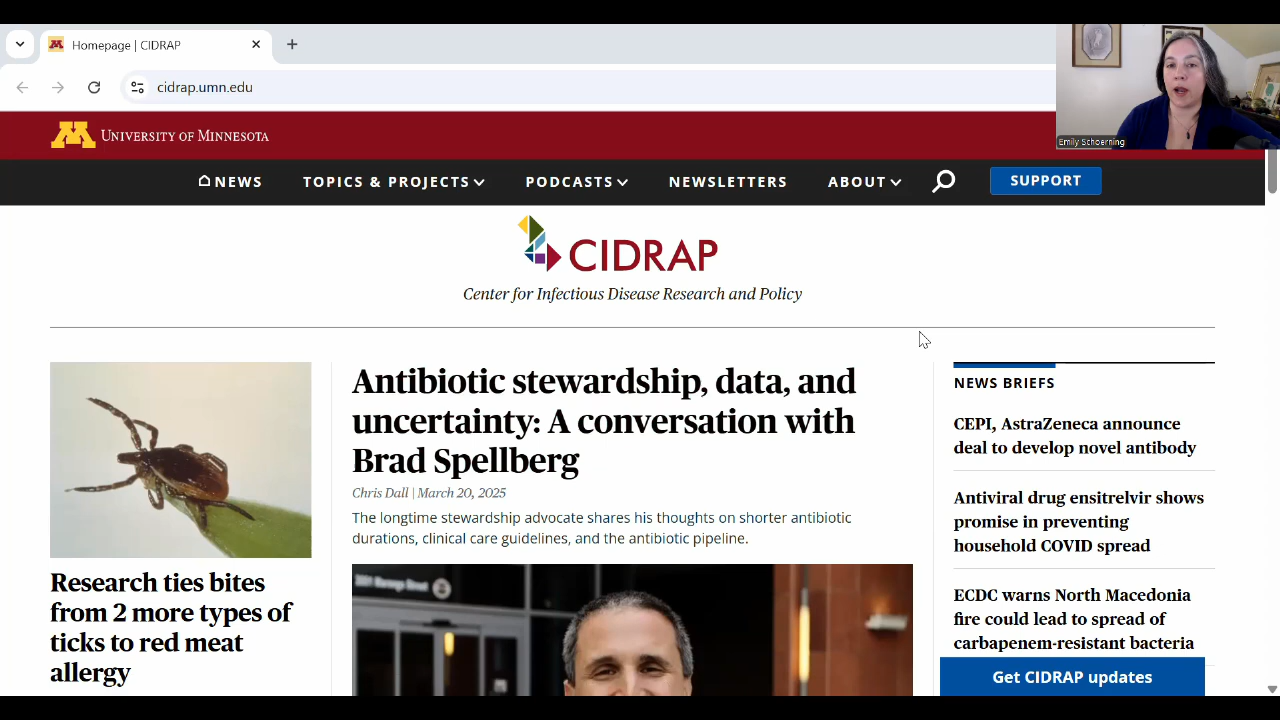 Homepage | CIDRAP
cidrap.umn.edu
Emily Schoerning
M
UNIVERSITY OF MINNESOTA
NEWS
TOPICS & PROJECTS
PODCASTS
NEWSLETTERS
ABOUT
SUPPORT
CIDRAP
Center for Infectious Disease Research and Policy
Research ties bites
from 2 more types of
ticks to red meat
allergy
Antibiotic stewardship, data, and
uncertainty: A conversation with
Brad Spellberg
Chris Dall | March 20, 2025
The longtime stewardship advocate shares his thoughts on shorter antibiotic
durations, clinical care guidelines, and the antibiotic pipeline.
NEWS BRIEFS
CEPI, AstraZeneca announce
deal to develop novel antibody
Antiviral drug ensitrelvir shows
promise in preventing
household COVID spread
ECDC warns North Macedonia
fire could lead to spread of
carbapenem-resistant bacteria
Get CIDRAP updates